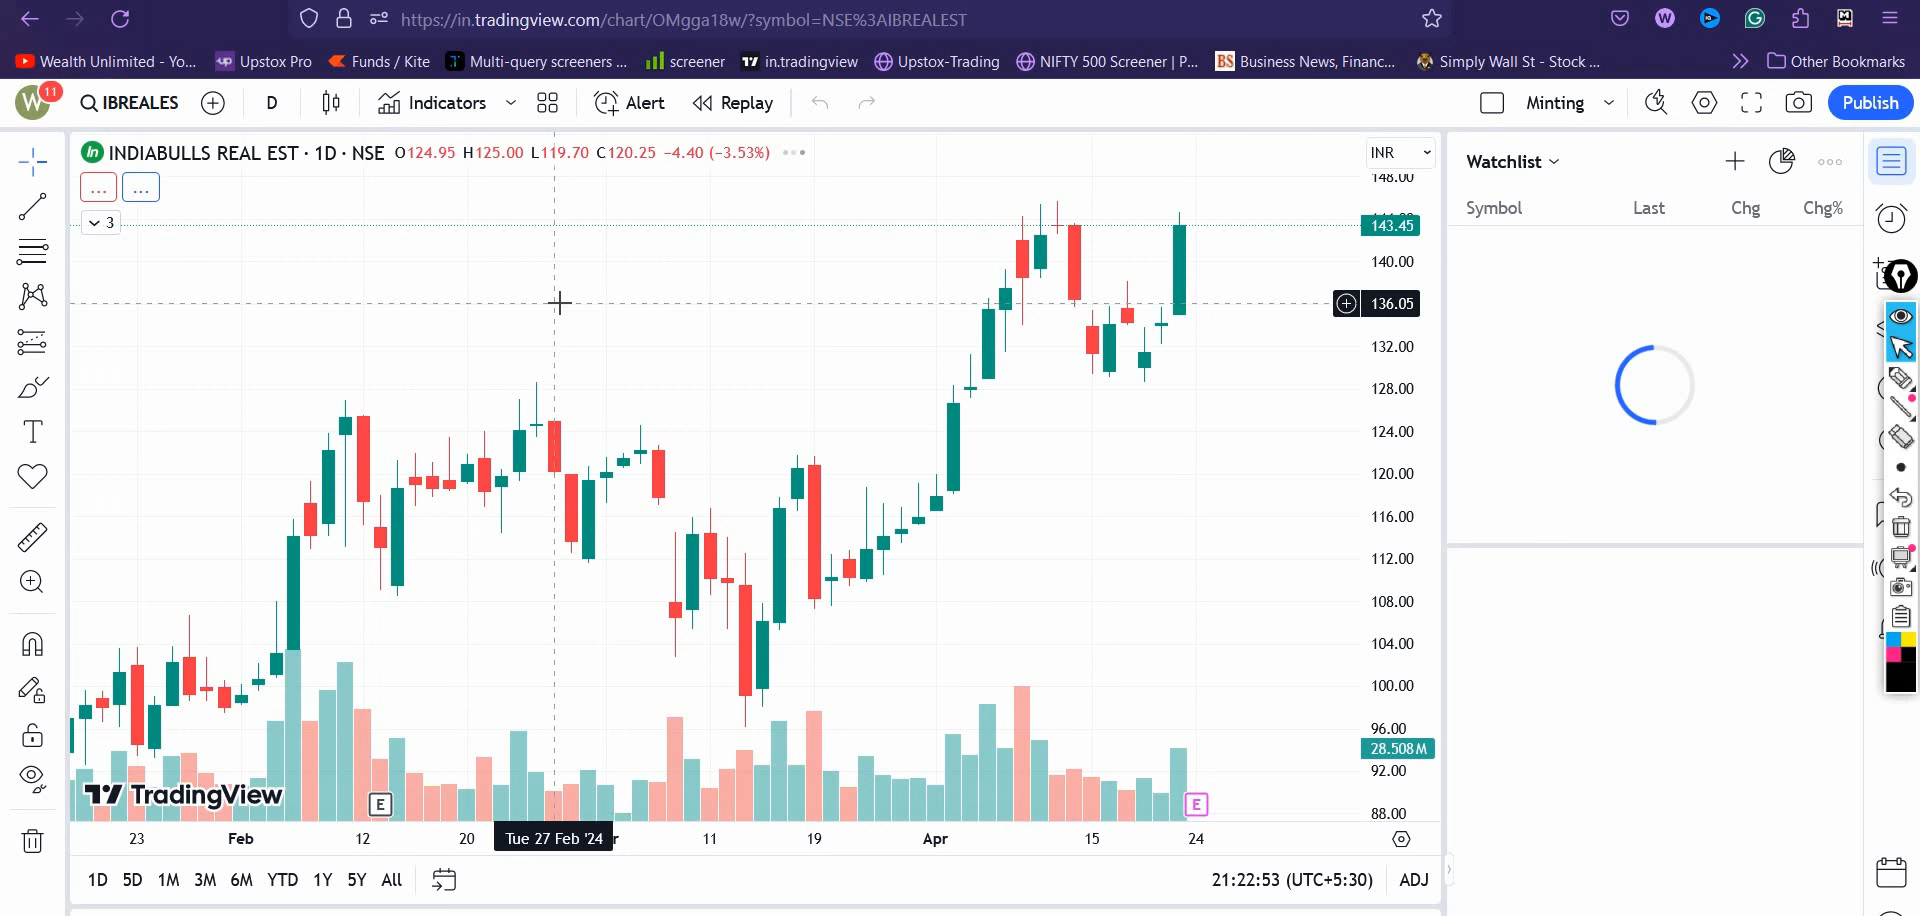 https://in.tradingview.com/chart/OMgga18w/?symbol=NSE%3AIBREALEST
Wealth Unlimited - Yo... up Upstox Pro Funds / Kite Multi-query screeners ... screener in.tradingview Upstox-Trading NIFTY 500 Screener | P... BS Business News, Financ... Simply Wall St - Stock ... Other Bookmarks
W 11 IBREALES D Indicators Alert Replay Minting Publish
INDIABULLS REAL EST · 1D · NSE O124.95 H125.00 L119.70 C120.25 −4.40 (−3.53%) INR
Watchlist
Symbol Last Chg Chg%
... ...
3
148.00
143.45
140.00
136.05
132.00
128.00
124.00
120.00
116.00
112.00
108.00
104.00
100.00
96.00
28.508M
92.00
88.00
TradingView
E E
23 Feb 12 20 Tue 27 Feb '24 11 19 Apr 15 24
1D 5D 1M 3M 6M YTD 1Y 5Y All 21:22:53 (UTC+5:30) ADJ